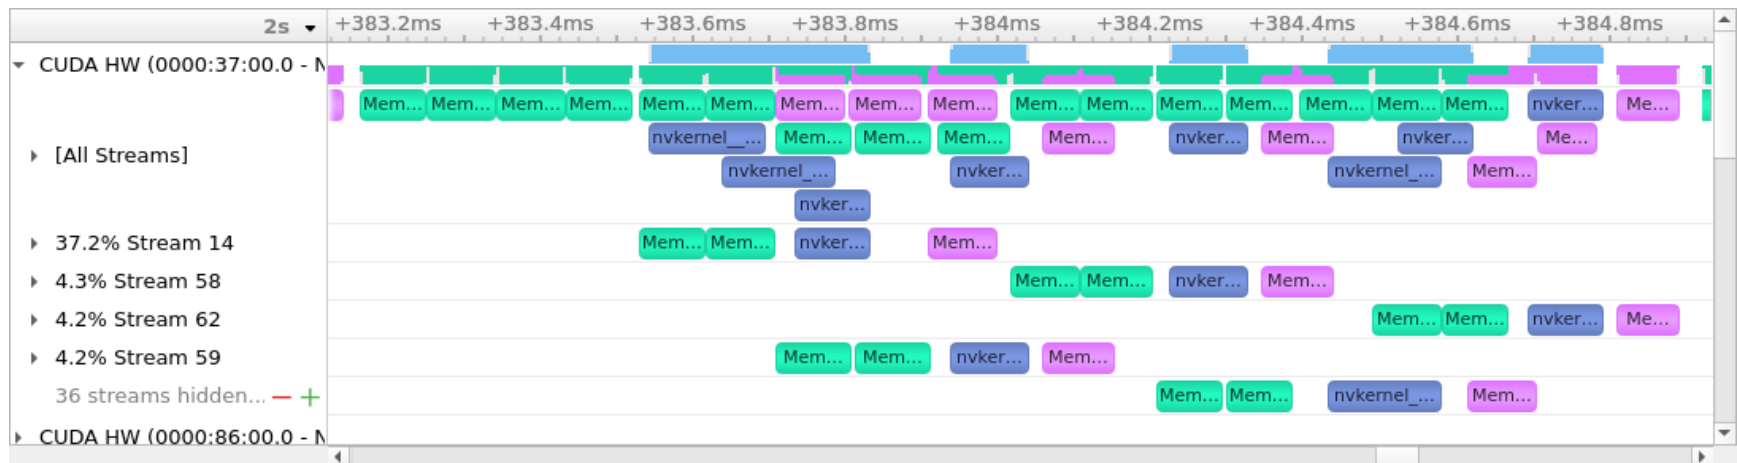 2s +383.2ms +383.4ms +383.6ms +383.8ms +384ms +384.2ms +384.4ms +384.6ms +384.8ms
CUDA HW (0000:37:00.0 - N
Mem... Mem... Mem... Mem... Mem... Mem... Mem... Mem... Mem... Mem... Mem... Mem... Mem... Mem... Mem... Mem... nvker... Me...
nvkernel__... Mem... Mem... Mem... Mem... nvker... Mem... nvker... Me...
[All Streams]
nvkernel_... nvker... nvkernel_... Mem...
nvker...
37.2% Stream 14 Mem... Mem... nvker... Mem...
4.3% Stream 58 Mem... Mem... nvker... Mem...
4.2% Stream 62 Mem... Mem... nvker... Me...
4.2% Stream 59 Mem... Mem... nvker... Mem...
36 streams hidden... Mem... Mem... nvkernel_... Mem...
CUDA HW (0000:86:00.0 - N